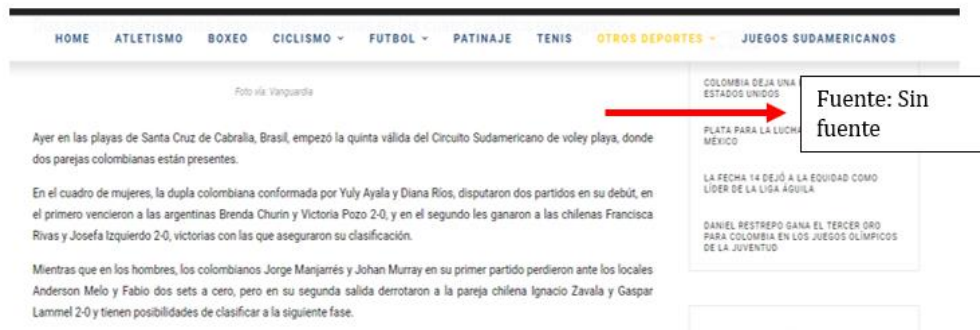 HOME ATLETISMO BOXEO CICLISMO FUTBOL PATINAJE TENIS OTROS DEPORTES JUEGOS SUDAMERICANOS
Foto vía: Vanguardia
Ayer en las playas de Santa Cruz de Cabralia, Brasil, empezó la quinta válida del Circuito Sudamericano de voley playa, donde
dos parejas colombianas están presentes.
En el cuadro de mujeres, la dupla colombiana conformada por Yuly Ayala y Diana Ríos, disputaron dos partidos en su debút, en
el primero vencieron a las argentinas Brenda Churin y Victoria Pozo 2-0, y en el segundo les ganaron a las chilenas Francisca
Rivas y Josefa Izquierdo 2-0, victorias con las que aseguraron su clasificación.
Mientras que en los hombres, los colombianos Jorge Manjarrés y Johan Murray en su primer partido perdieron ante los locales
Anderson Melo y Fabio dos sets a cero, pero en su segunda salida derrotaron a la pareja chilena Ignacio Zavala y Gaspar
Lammel 2-0 y tienen posibilidades de clasificar a la siguiente fase.
COLOMBIA DEJA UNA
ESTADOS UNIDOS
PLATA PARA LA LUCHA
MÉXICO
LA FECHA 14 DEJÓ A LA EQUIDAD COMO
LÍDER DE LA LIGA ÁGUILA
DANIEL RESTREPO GANA EL TERCER ORO
PARA COLOMBIA EN LOS JUEGOS OLÍMPICOS
DE LA JUVENTUD
Fuente: Sin
fuente